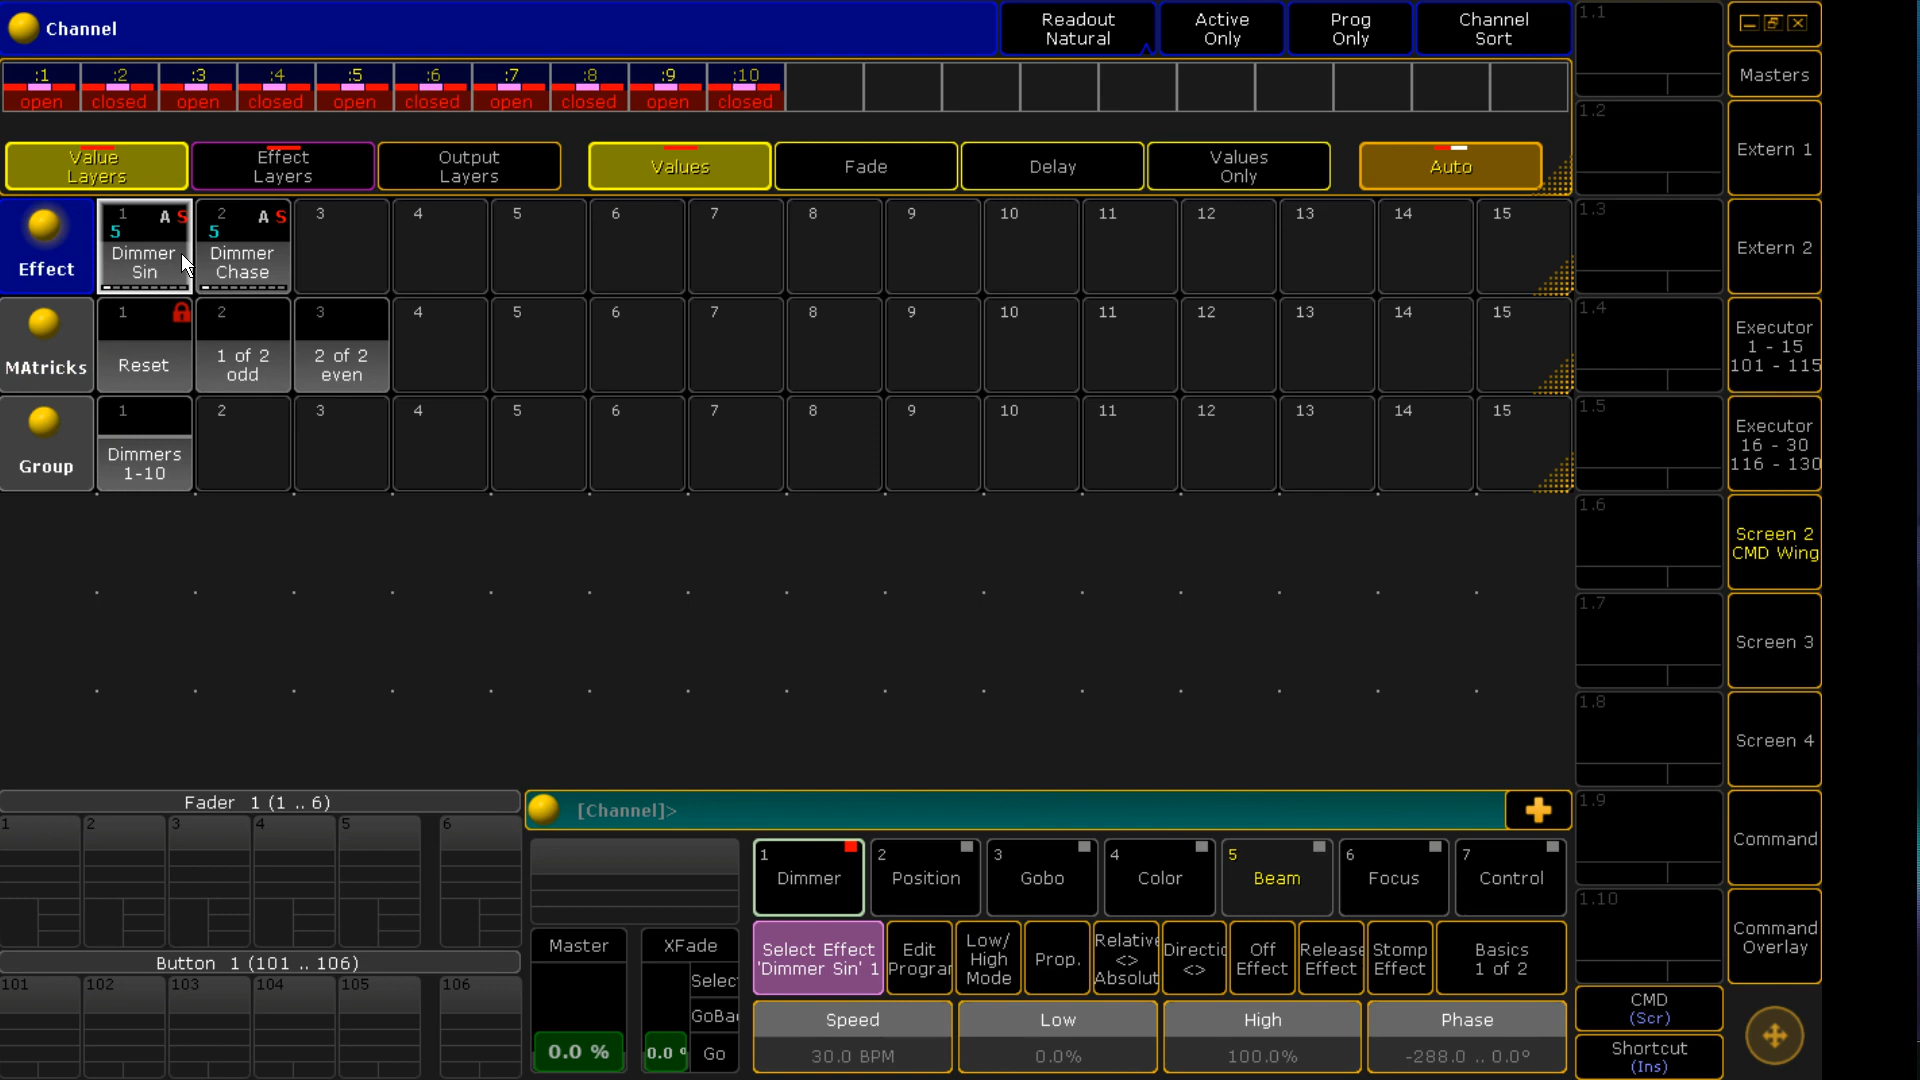 Channel
Readout Natural
Active Only
Prog Only
Channel Sort
:1 :2 :3 :4 :5 :6 :7 :8 :9 :10
open closed open closed open closed open closed open closed
Value Layers
Effect Layers
Output Layers
Values
Fade
Delay
Values Only
Auto
Effect
1 A S 5 Dimmer Sin
2 A S 5 Dimmer Chase
3 4 5 6 7 8 9 10 11 12 13 14 15
MAtricks
1 Reset
2 1 of 2 odd
3 2 of 2 even
4 5 6 7 8 9 10 11 12 13 14 15
Group
1 Dimmers 1-10
2 3 4 5 6 7 8 9 10 11 12 13 14 15
Fader 1 (1 .. 6)
1 2 3 4 5 6
Button 1 (101 .. 106)
101 102 103 104 105 106
[Channel]>
Master
0.0 %
XFade
Selec
GoBa
Go
0.0
1 Dimmer
2 Position
3 Gobo
4 Color
5 Beam
6 Focus
7 Control
Select Effect 'Dimmer Sin' 1
Edit Prograr
Low/ High Mode
Prop.
Relative <> Absolut
Directic <>
Off Effect
Release Effect
Stomp Effect
Basics 1 of 2
Speed
30.0 BPM
Low
0.0%
High
100.0%
Phase
-288.0 .. 0.0°
1.1
1.2
1.3
1.4
1.5
1.6
1.7
1.8
1.9
1.10
CMD (Scr)
Shortcut (Ins)
Masters
Extern 1
Extern 2
Executor 1 - 15 101 - 115
Executor 16 - 30 116 - 130
Screen 2 CMD Wing
Screen 3
Screen 4
Command
Command Overlay